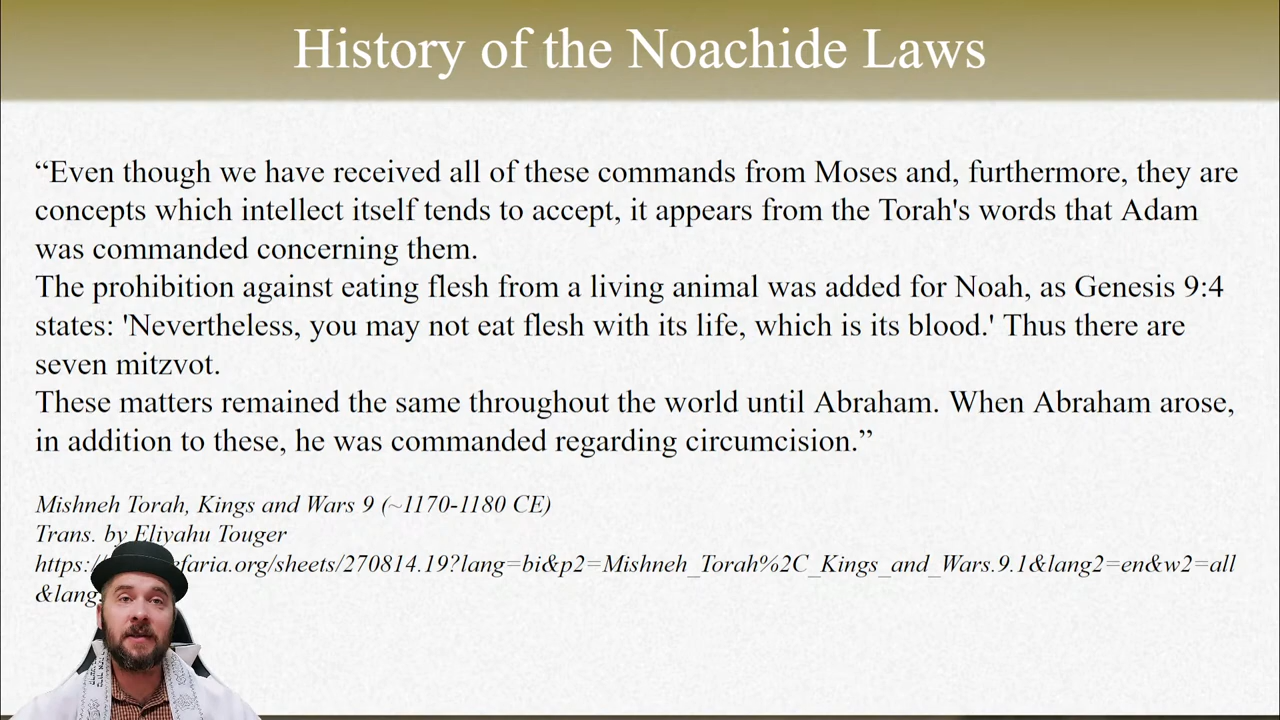 History of the Noachide Laws
“Even though we have received all of these commands from Moses and, furthermore, they are
concepts which intellect itself tends to accept, it appears from the Torah's words that Adam
was commanded concerning them.
The prohibition against eating flesh from a living animal was added for Noah, as Genesis 9:4
states: 'Nevertheless, you may not eat flesh with its life, which is its blood.' Thus there are
seven mitzvot.
These matters remained the same throughout the world until Abraham. When Abraham arose,
in addition to these, he was commanded regarding circumcision.”
Mishneh Torah, Kings and Wars 9 (~1170-1180 CE)
Trans. by Eliyahu Touger
https:/ efaria.org/sheets/270814.19?lang=bi&p2=Mishneh_Torah%2C_Kings_and_Wars.9.1&lang2=en&w2=all
&lang